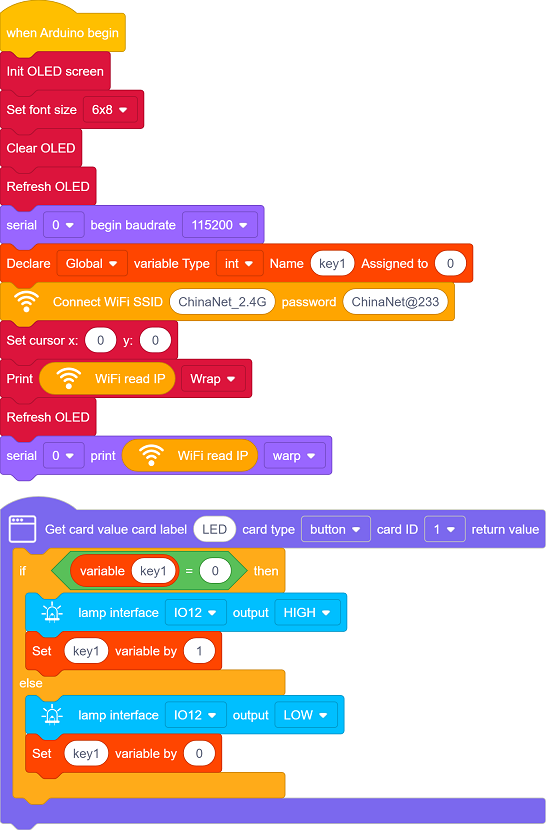 when Arduino begin
Init OLED screen
Set font size 6x8
Clear OLED
Refresh OLED
serial 0 begin baudrate 115200
Declare Global variable Type int Name key1 Assigned to 0
Connect WiFi SSID ChinaNet_2.4G password ChinaNet@233
Set cursor x: 0 y: 0
Print WiFi read IP Wrap
Refresh OLED
serial 0 print WiFi read IP warp
Get card value card label LED card type button card ID 1 return value
if variable key1 = 0 then
lamp interface IO12 output HIGH
Set key1 variable by 1
else
lamp interface IO12 output LOW
Set key1 variable by 0